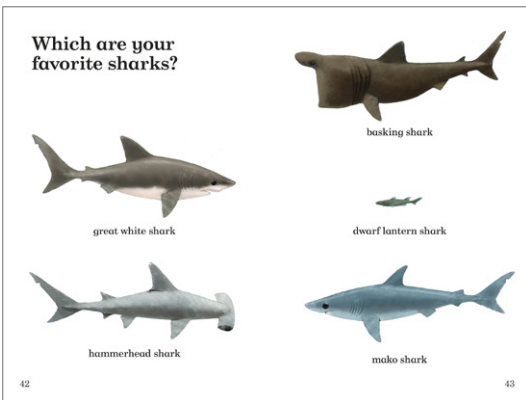 Which are your
favorite sharks?
basking shark
great white shark
dwarf lantern shark
hammerhead shark
mako shark
42
43